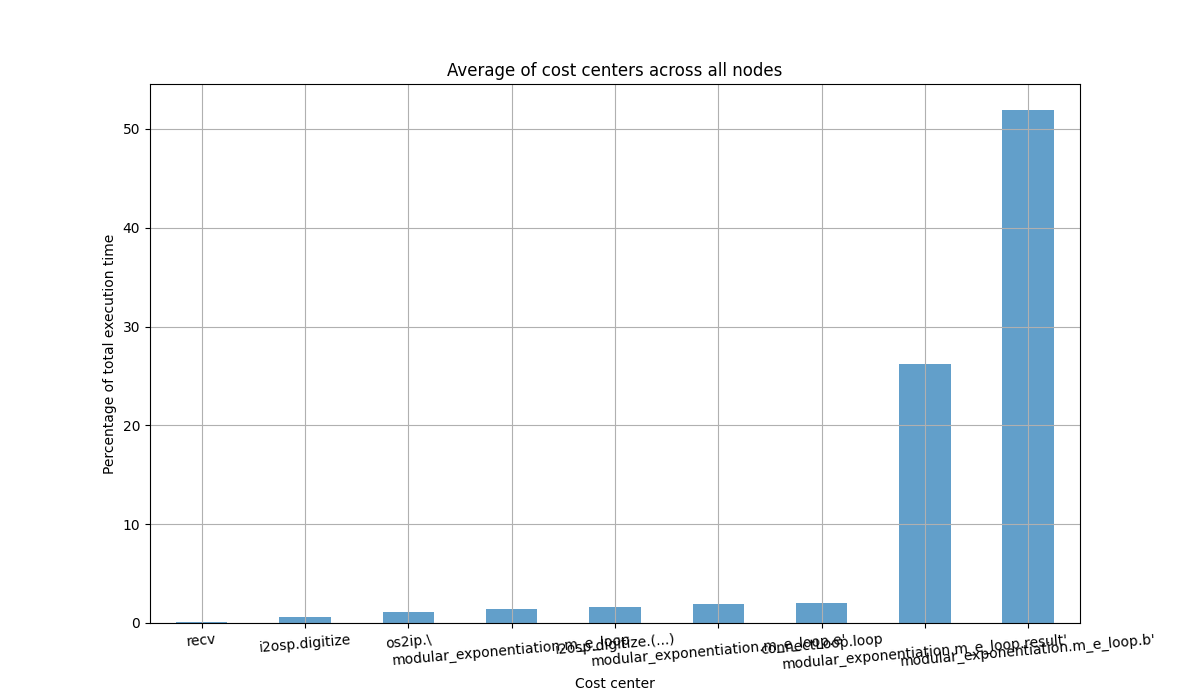 Average of cost centers across all nodes
Percentage of total execution time
50
40
30
20
10
0
recv
i2osp.digitize
os2ip.\
modular_exponentiation.m_e_loop
i2osp.digitize.(...)
modular_exponentiation.m_e_loop.e'
connectLoop.loop
modular_exponentiation.m_e_loop.result'
modular_exponentiation.m_e_loop.b'
Cost center